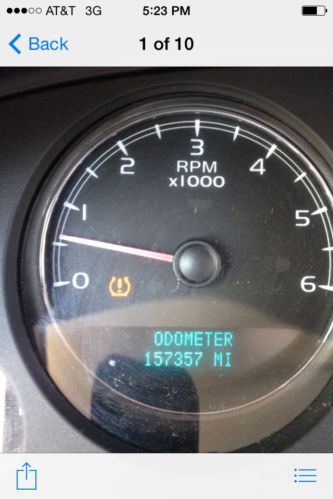 AT&T 3G 5:23 PM
Back 1 of 10
3
2 4
RPM
x1000
1 5
0 6
ODOMETER
157357 MI